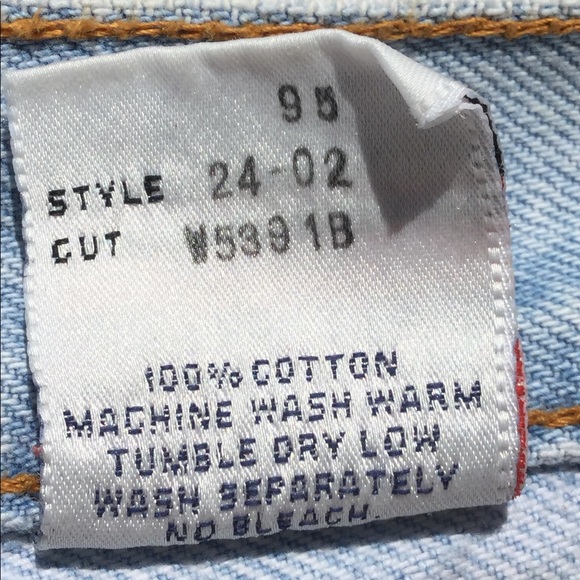 95
STYLE 24-02
CUT W5391B
100% COTTON
MACHINE WASH WARM
TUMBLE DRY LOW
WASH SEPARATELY
NO BLEACH.